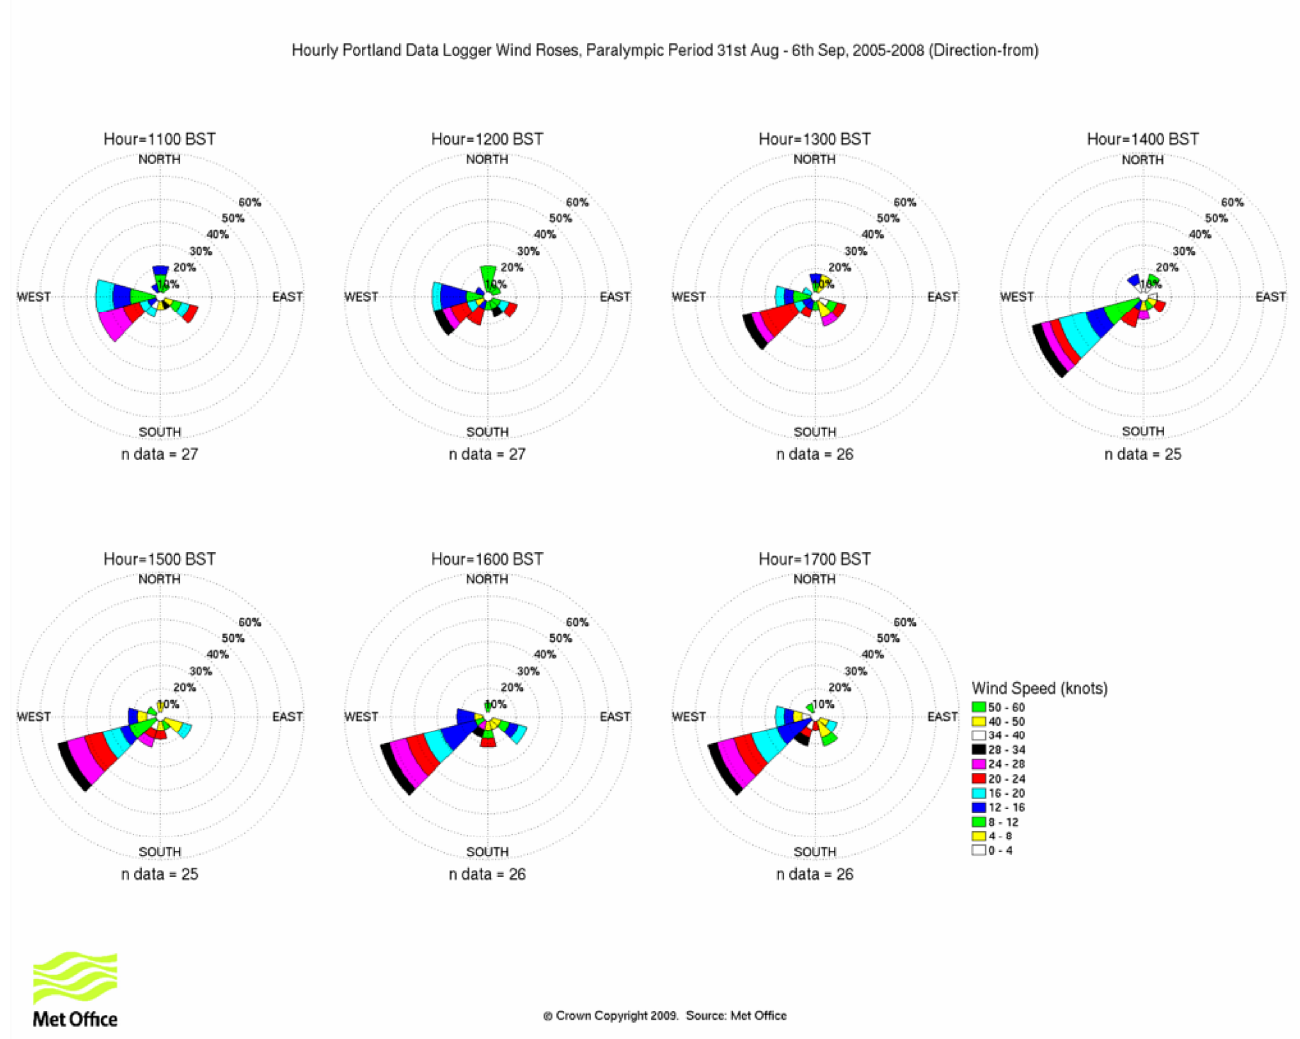 Hourly Portland Data Logger Wind Roses, Paralympic Period 31st Aug - 6th Sep, 2005-2008 (Direction-from)
Hour=1100 BST
NORTH
60%
50%
40%
30%
20%
10%
WEST
EAST
SOUTH
n data = 27
Hour=1200 BST
NORTH
60%
50%
40%
30%
20%
10%
WEST
EAST
SOUTH
n data = 27
Hour=1300 BST
NORTH
60%
50%
40%
30%
20%
10%
WEST
EAST
SOUTH
n data = 26
Hour=1400 BST
NORTH
60%
50%
40%
30%
20%
10%
WEST
EAST
SOUTH
n data = 25
Hour=1500 BST
NORTH
60%
50%
40%
30%
20%
10%
WEST
EAST
SOUTH
n data = 25
Hour=1600 BST
NORTH
60%
50%
40%
30%
20%
10%
WEST
EAST
SOUTH
n data = 26
Hour=1700 BST
NORTH
60%
50%
40%
30%
20%
10%
WEST
EAST
SOUTH
n data = 26
Wind Speed (knots)
50 - 60
40 - 50
34 - 40
28 - 34
24 - 28
20 - 24
16 - 20
12 - 16
8 - 12
4 - 8
0 - 4
Met Office
© Crown Copyright 2009. Source: Met Office